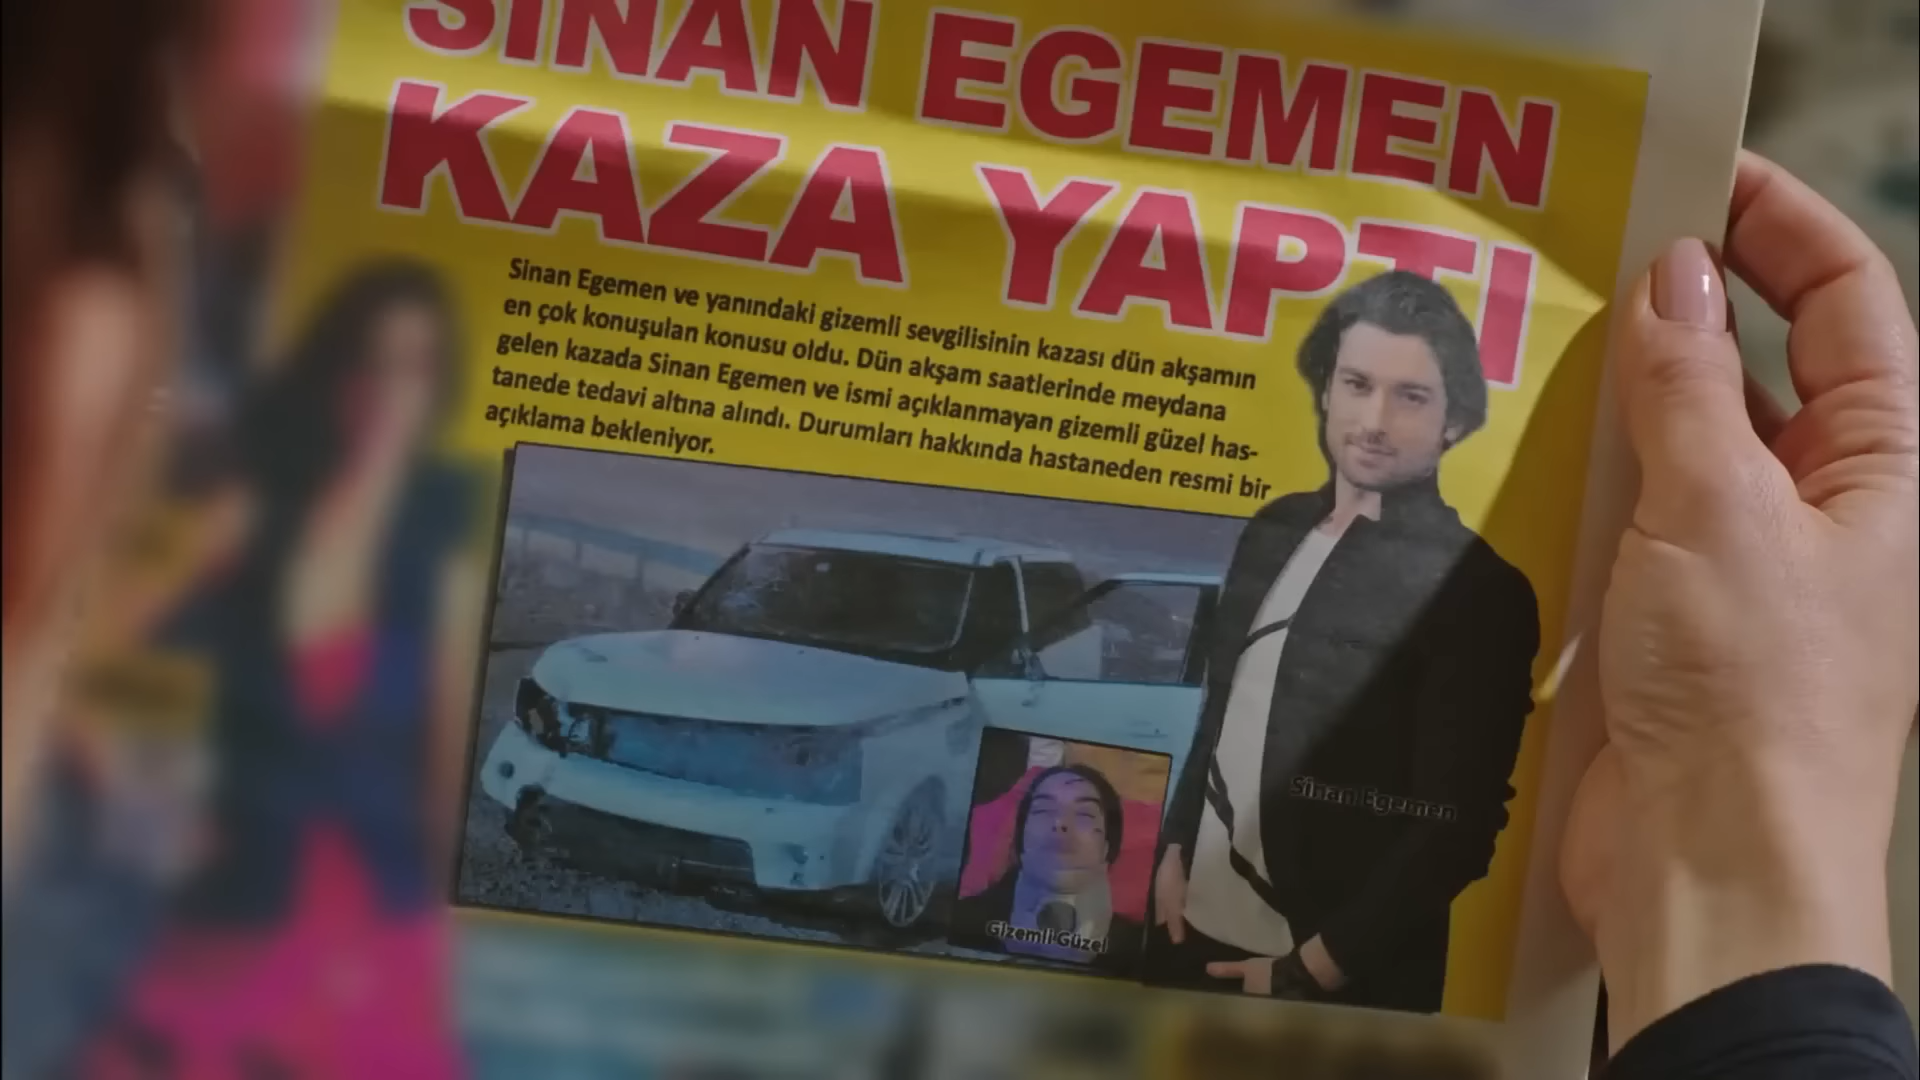 SİNAN EGEMEN
KAZA YAPTI
Sinan Egemen ve yanındaki gizemli sevgilisinin kazası dün akşamın
en çok konuşulan konusu oldu. Dün akşam saatlerinde meydana
gelen kazada Sinan Egemen ve ismi açıklanmayan gizemli güzel has-
tanede tedavi altına alındı. Durumları hakkında hastaneden resmi bir
açıklama bekleniyor.
Sinan Egemen
Gizemli Güzel